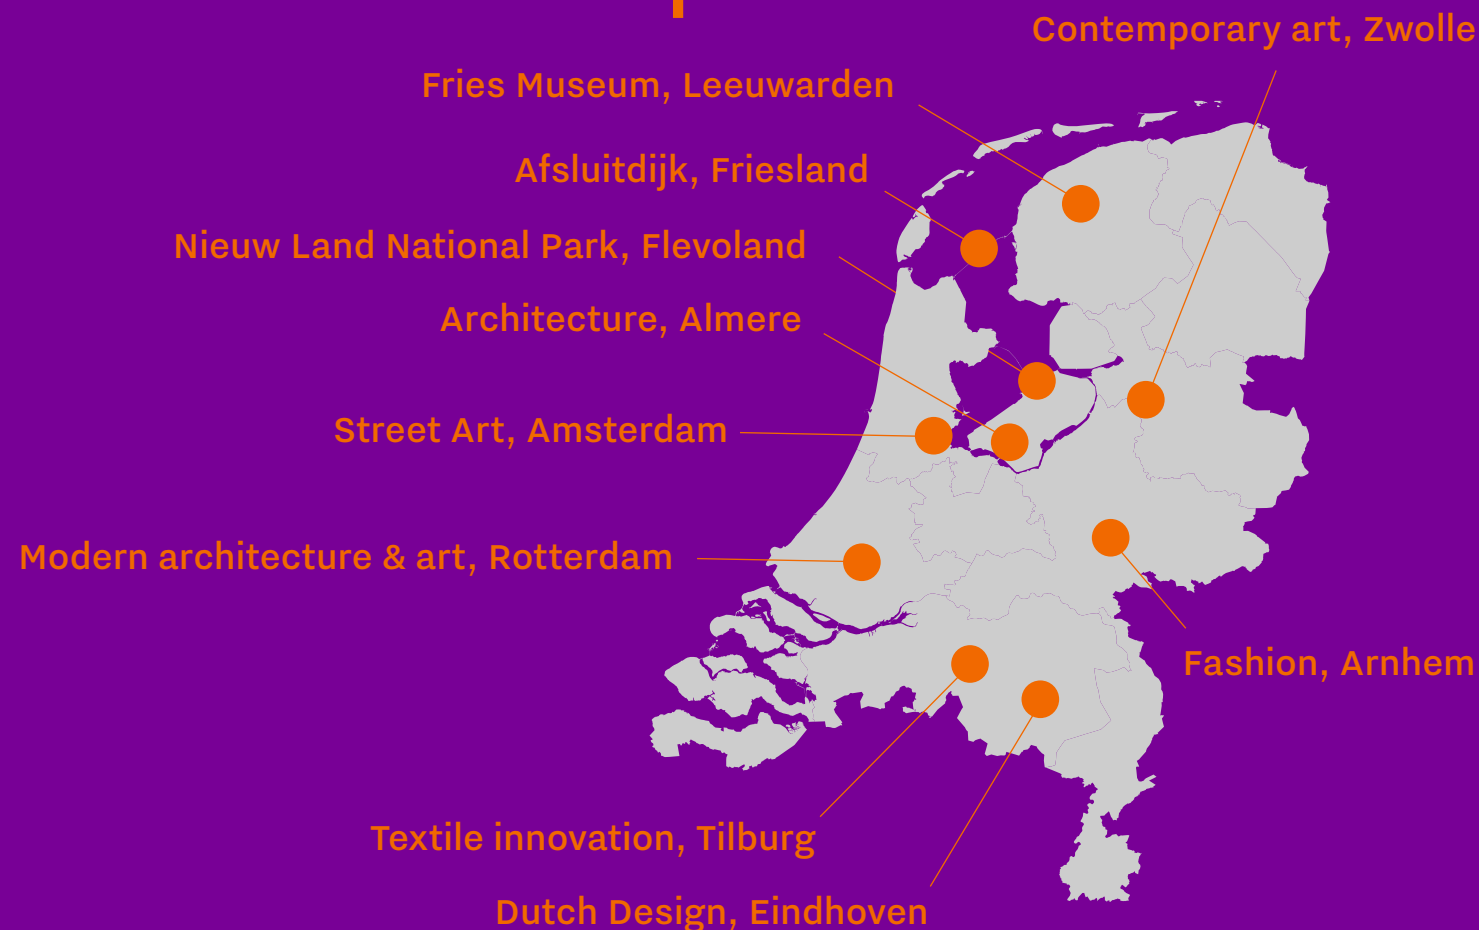 Contemporary art, Zwolle
Fries Museum, Leeuwarden
Afsluitdijk, Friesland
Nieuw Land National Park, Flevoland
Architecture, Almere
Street Art, Amsterdam
Modern architecture & art, Rotterdam
Fashion, Arnhem
Textile innovation, Tilburg
Dutch Design, Eindhoven